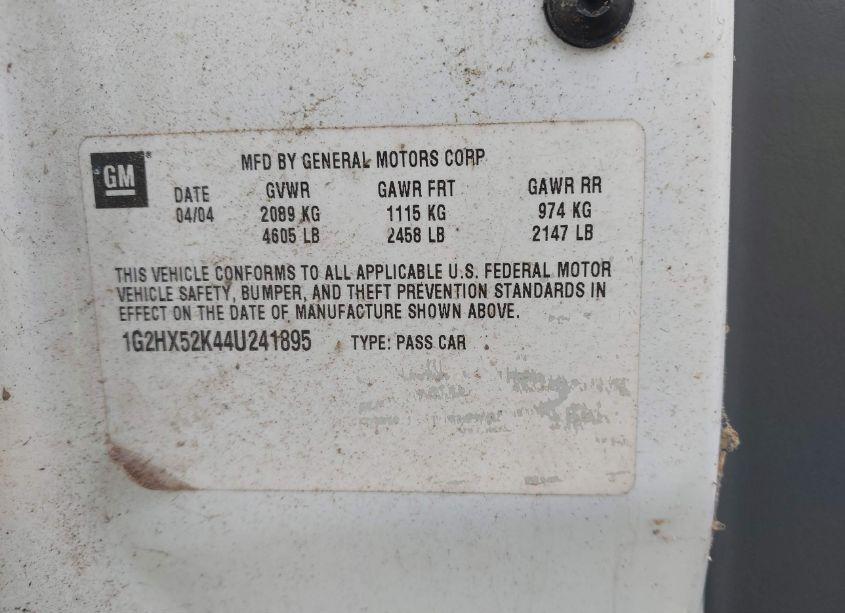 GM®
MFD BY GENERAL MOTORS CORP
DATE GVWR GAWR FRT GAWR RR
04/04 2089 KG 1115 KG 974 KG
4605 LB 2458 LB 2147 LB
THIS VEHICLE CONFORMS TO ALL APPLICABLE U.S. FEDERAL MOTOR
VEHICLE SAFETY, BUMPER, AND THEFT PREVENTION STANDARDS IN
EFFECT ON THE DATE OF MANUFACTURE SHOWN ABOVE.
1G2HX52K44U241895 TYPE: PASS CAR